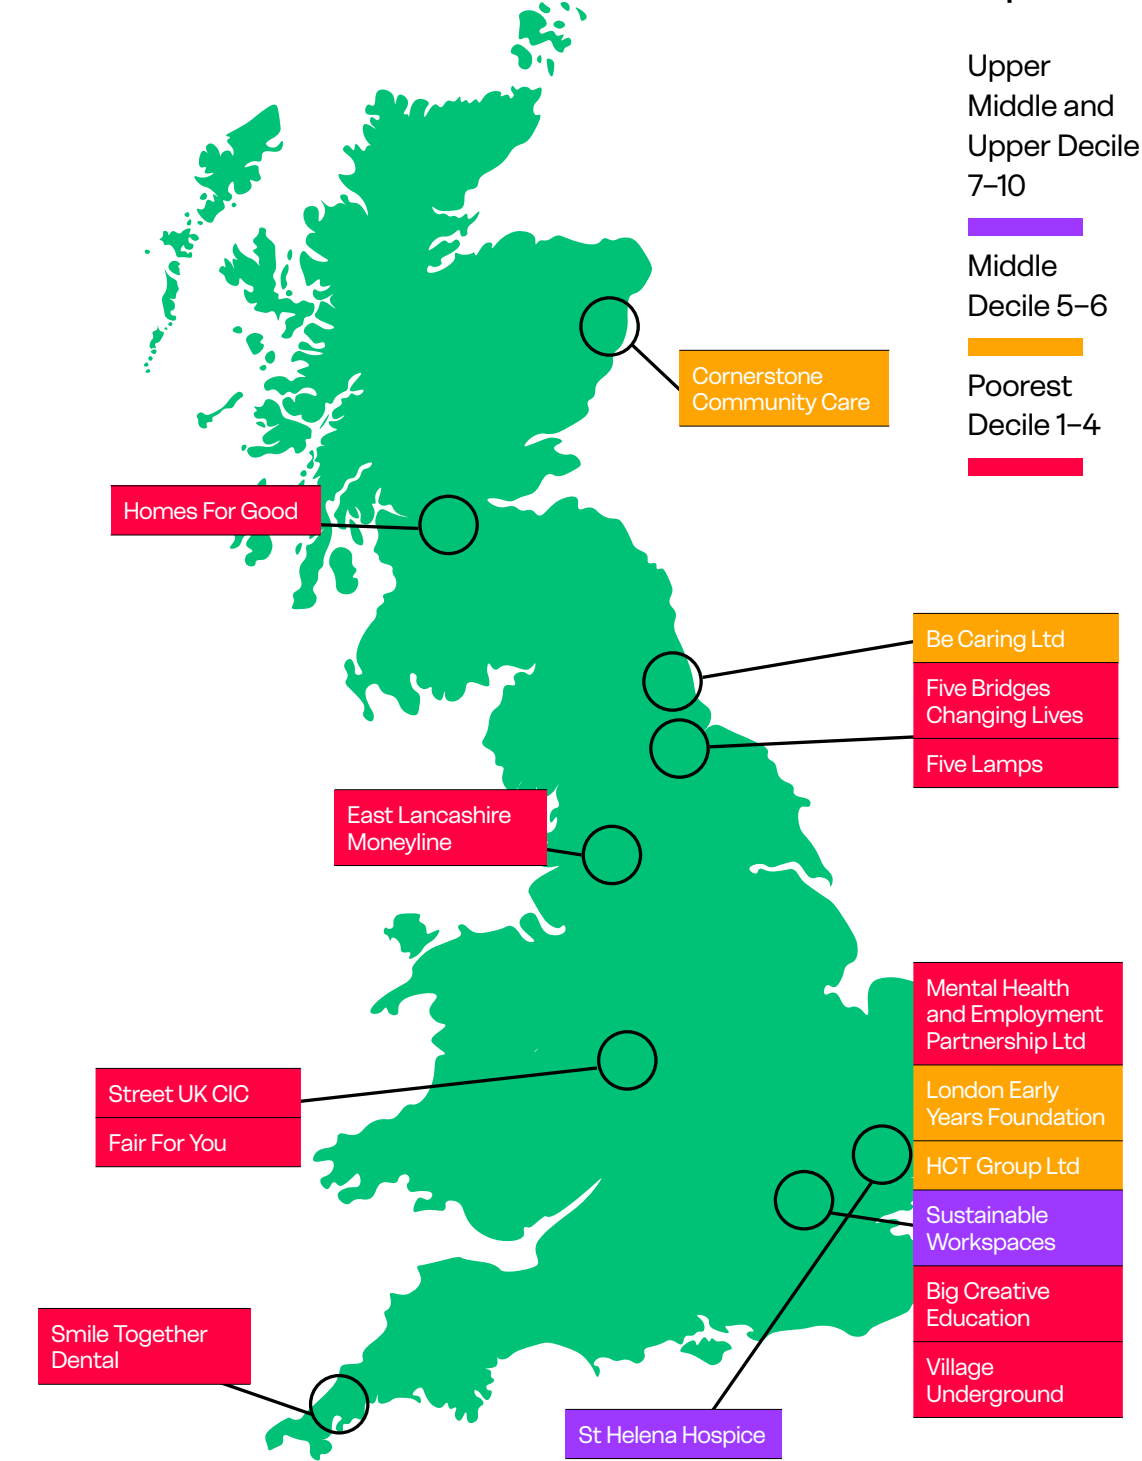 Upper
Middle and
Upper Decile
7–10
Middle
Decile 5–6
Poorest
Decile 1–4
Cornerstone
Community Care
Homes For Good
Be Caring Ltd
Five Bridges
Changing Lives
Five Lamps
East Lancashire
Moneyline
Mental Health
and Employment
Partnership Ltd
London Early
Years Foundation
HCT Group Ltd
Sustainable
Workspaces
Big Creative
Education
Village
Underground
Street UK CIC
Fair For You
Smile Together
Dental
St Helena Hospice